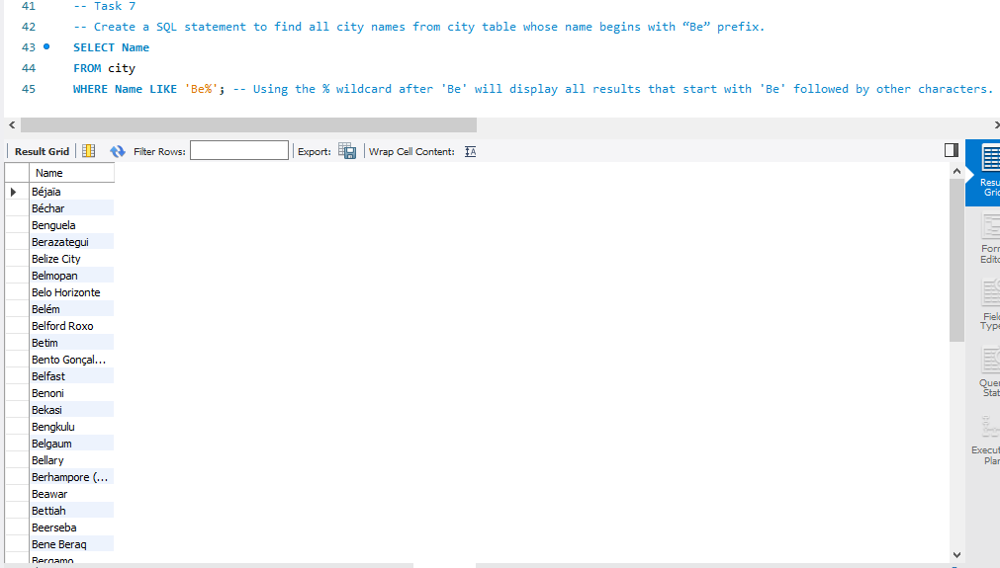 41 -- Task 7
42 -- Create a SQL statement to find all city names from city table whose name begins with “Be” prefix.
43 SELECT Name
44 FROM city
45 WHERE Name LIKE 'Be%'; -- Using the % wildcard after 'Be' will display all results that start with 'Be' followed by other characters.
Result Grid Filter Rows: Export: Wrap Cell Content:
Name
Béjaïa
Béchar
Benguela
Berazategui
Belize City
Belmopan
Belo Horizonte
Belém
Belford Roxo
Betim
Bento Gonçal...
Belfast
Benoni
Bekasi
Bengkulu
Belgaum
Bellary
Berhampore (...
Beawar
Bettiah
Beerseba
Bene Beraq
Bergamo
Resu
Grid
Form
Edito
Field
Type
Quer
Stat
Execut
Plan